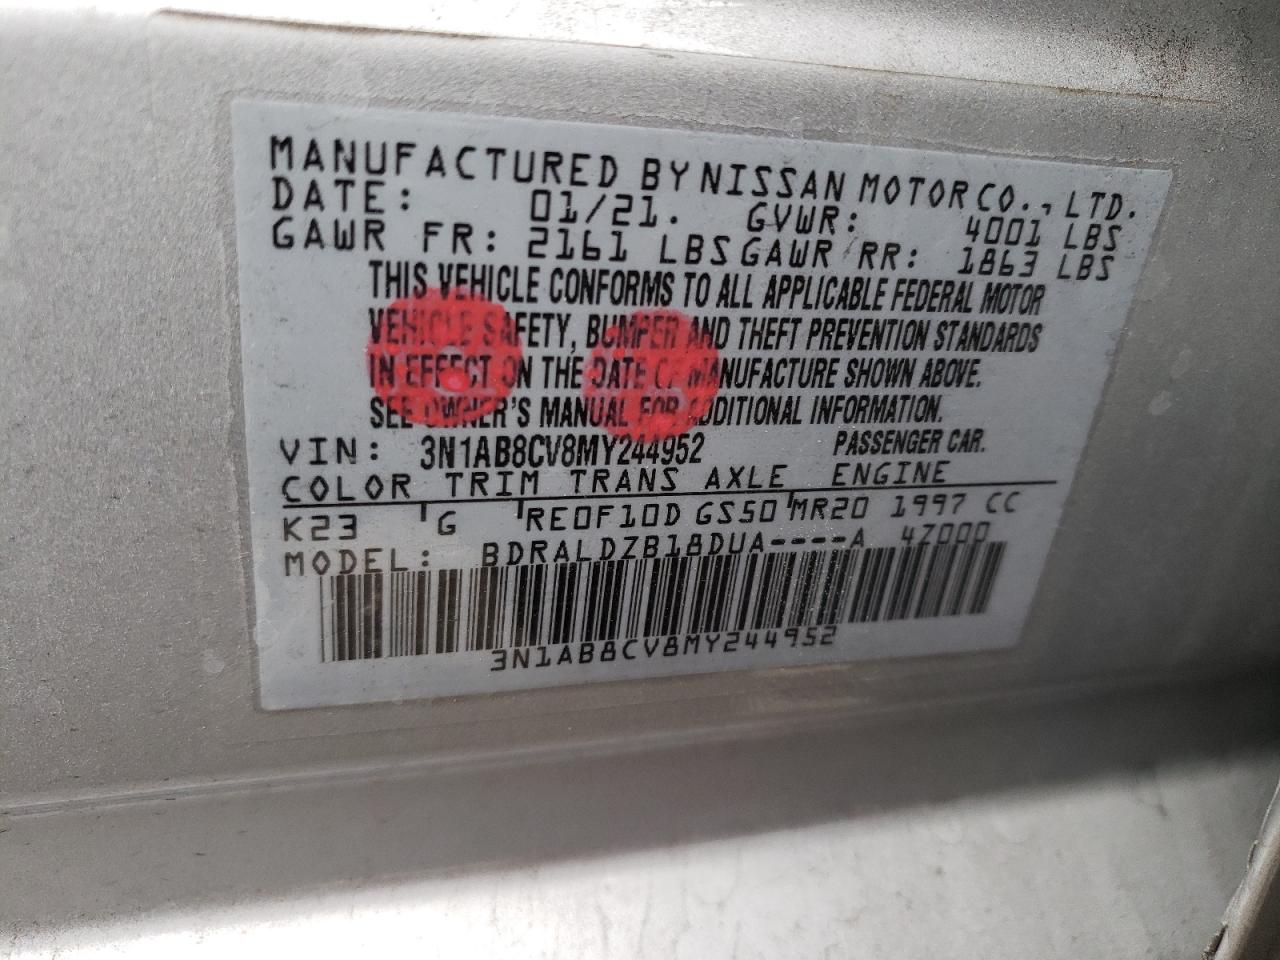 MANUFACTURED BY NISSAN MOTOR CO., LTD.
DATE: 01/21. GVWR: 4001 LBS
GAWR FR: 2161 LBS GAWR RR: 1863 LBS
THIS VEHICLE CONFORMS TO ALL APPLICABLE FEDERAL MOTOR
VEHICLE SAFETY, BUMPER AND THEFT PREVENTION STANDARDS
IN EFFECT ON THE DATE OF MANUFACTURE SHOWN ABOVE.
SEE OWNER'S MANUAL FOR ADDITIONAL INFORMATION.
VIN: 3N1AB8CV8MY244952 PASSENGER CAR.
COLOR TRIM TRANS AXLE ENGINE
K23 G RE0F10D GS50 MR20 1997 CC
MODEL: BDRALDZB18DUA----A 4Z000
3N1AB8CV8MY244952